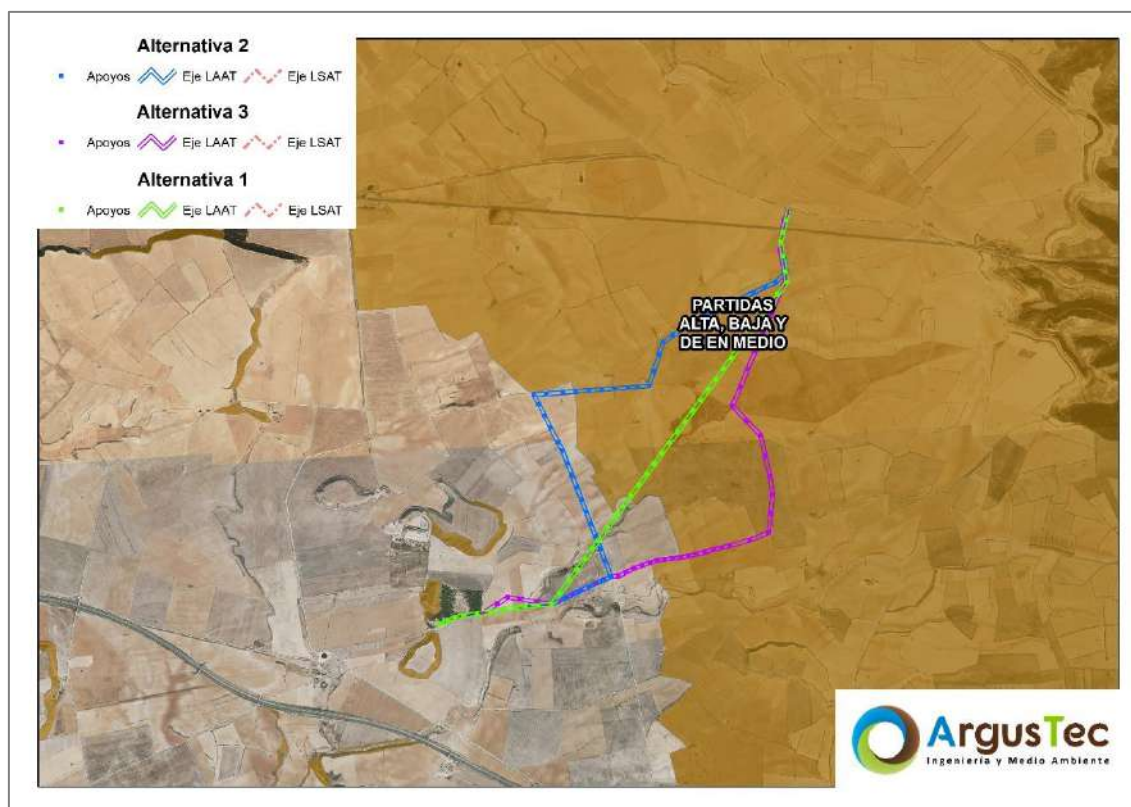 Alternativa 2
Apoyos Eje LAAT Eje LSAT
Alternativa 3
Apoyos Eje LAAT Eje LSAT
Alternativa 1
Apoyos Eje LAAT Eje LSAT
PARTIDAS
ALTA, BAJA Y
DE EN MEDIO
ArgusTec
Ingeniería y Medio Ambiente